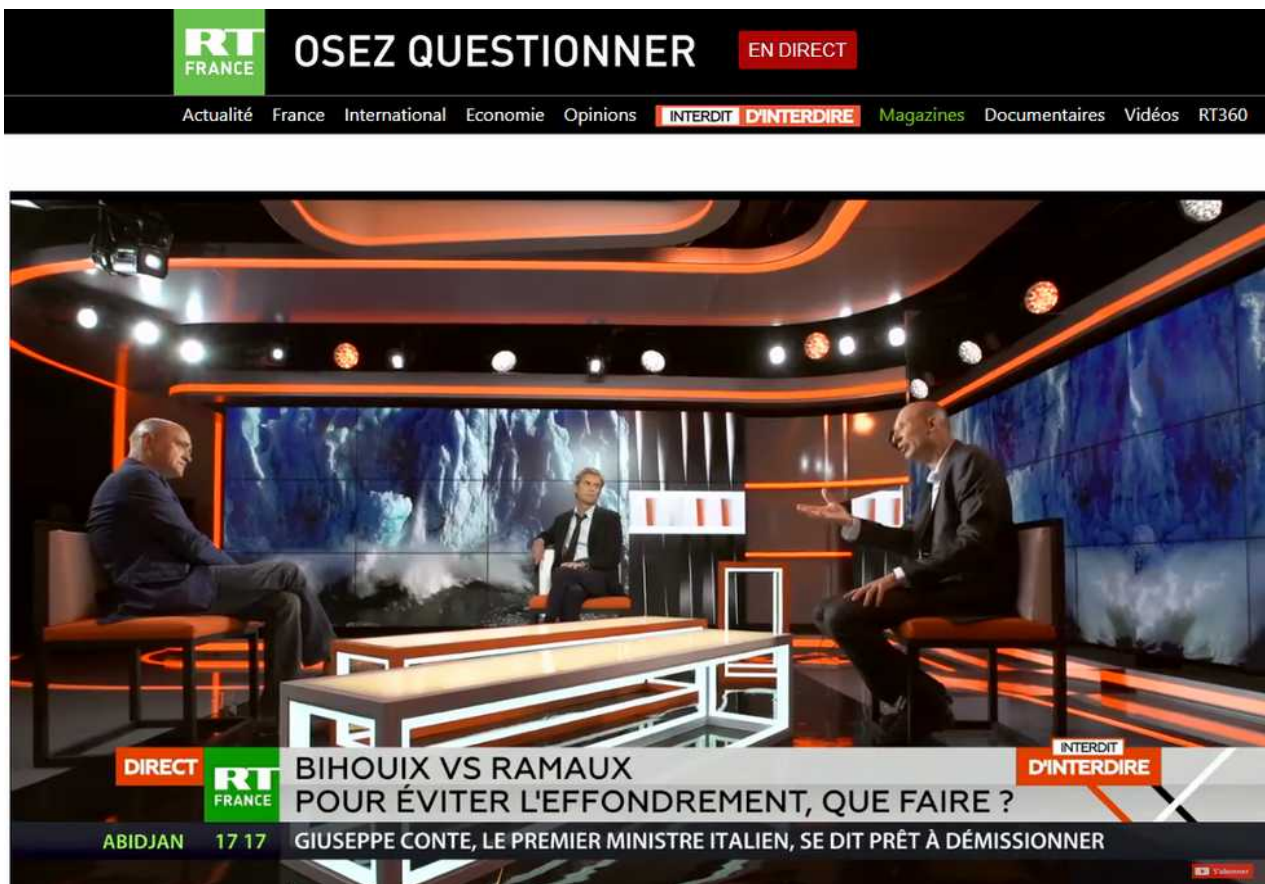 RT
FRANCE
OSEZ QUESTIONNER
EN DIRECT
Actualité France International Economie Opinions INTERDIT D'INTERDIRE Magazines Documentaires Vidéos RT360
DIRECT
RT
FRANCE
BIHOUIX VS RAMAUX
POUR ÉVITER L'EFFONDREMENT, QUE FAIRE ?
INTERDIT
D'INTERDIRE
ABIDJAN 17 17 GIUSEPPE CONTE, LE PREMIER MINISTRE ITALIEN, SE DIT PRÊT À DÉMISSIONNER
S'abonner